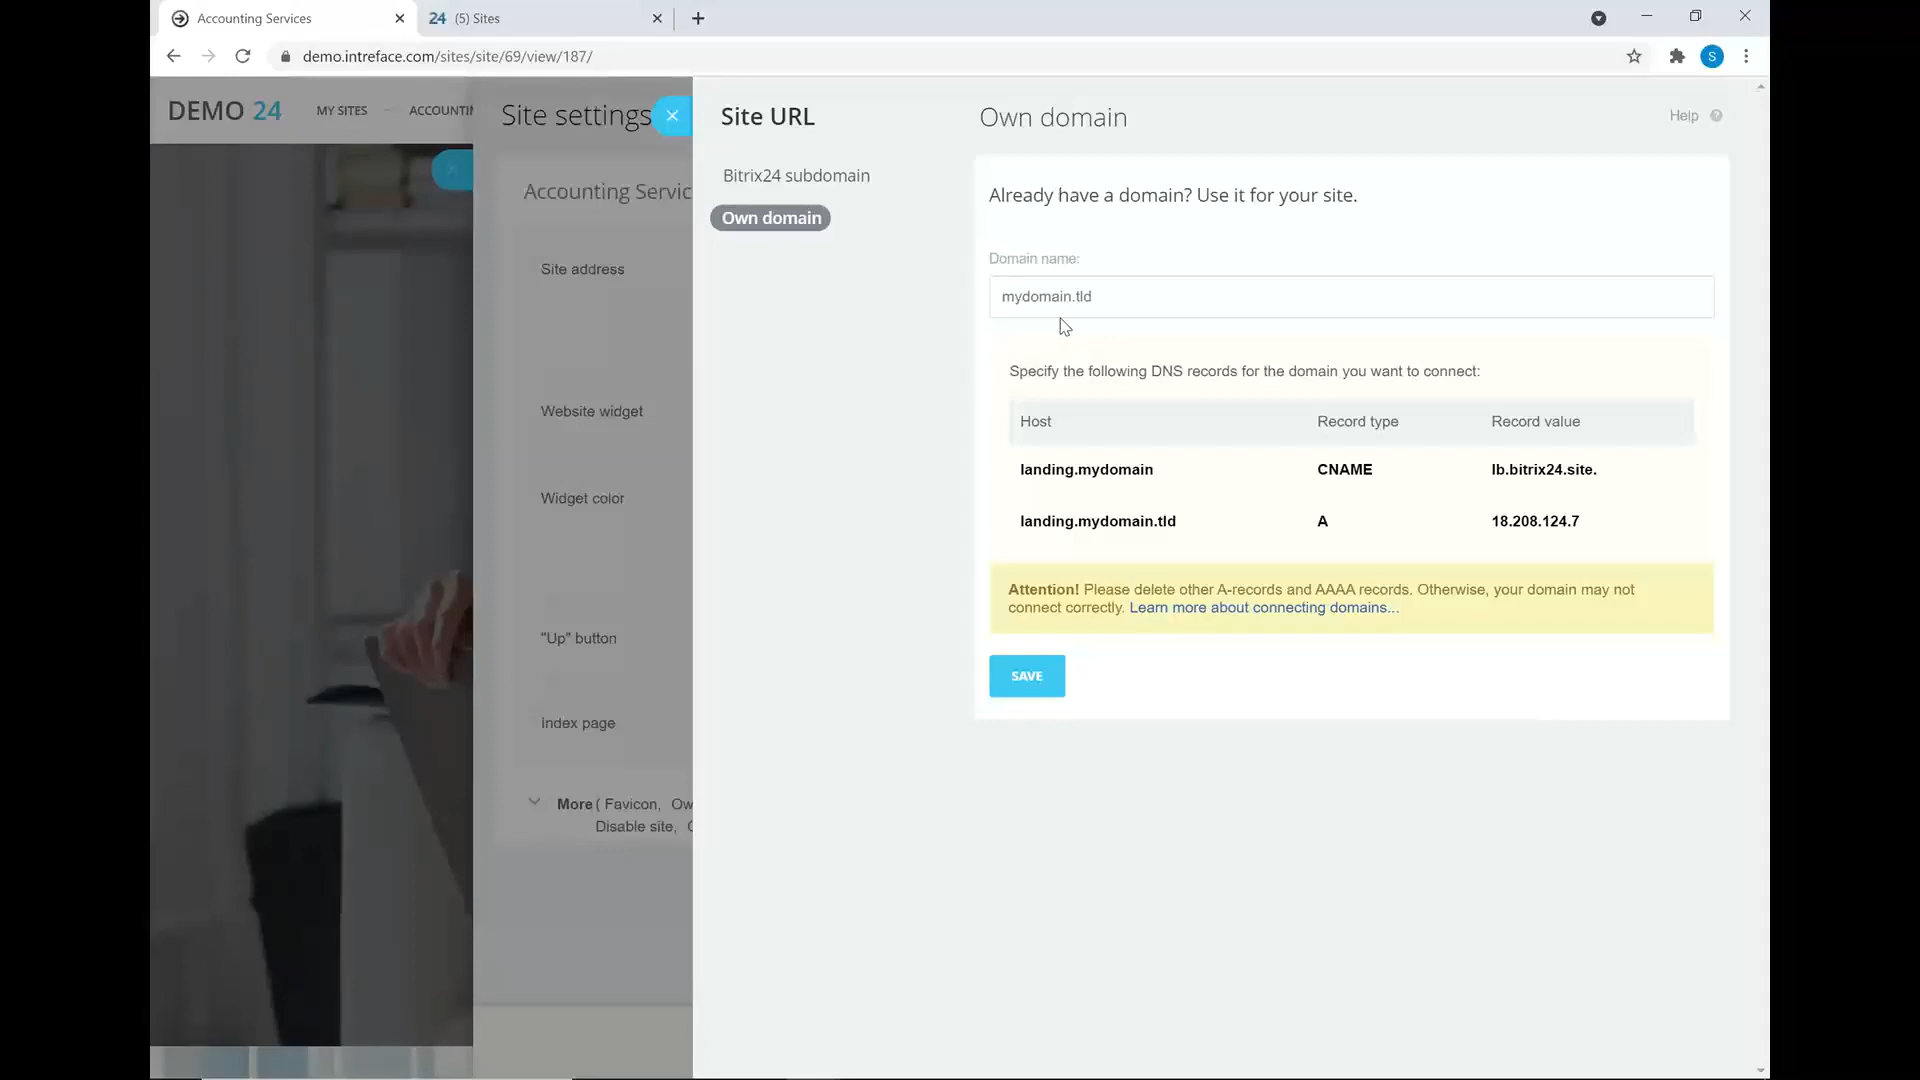 Accounting Services
24 (5) Sites
demo.intreface.com/sites/site/69/view/187/
S
DEMO 24
MY SITES
Site settings
Site URL
Own domain
Help
Bitrix24 subdomain
Own domain
Already have a domain? Use it for your site.
Domain name:
mydomain.tld
Site address
Specify the following DNS records for the domain you want to connect:
Website widget
Host Record type Record value
landing.mydomain CNAME lb.bitrix24.site.
Widget color
landing.mydomain.tld A 18.208.124.7
Attention! Please delete other A-records and AAAA records. Otherwise, your domain may not
connect correctly. Learn more about connecting domains...
"Up" button
SAVE
Index page
More ( Favicon,
Disable site,